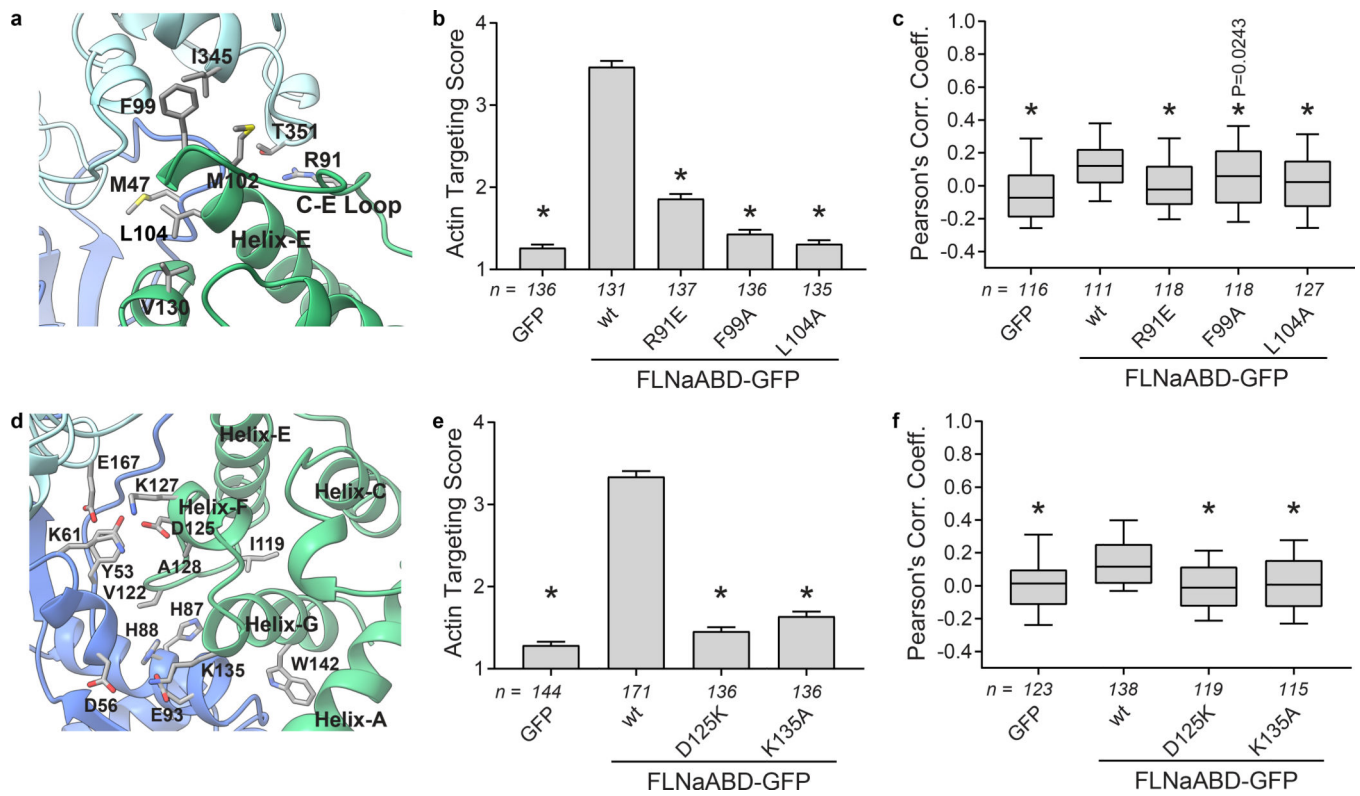 a
I345
F99
T351
R91
M102
M47
C-E Loop
L104
Helix-E
V130
b
Actin Targeting Score
4
3
2
1
*
*
*
*
n = 136 131 137 136 135
GFP
wt
R91E
F99A
L104A
FLNaABD-GFP
c
Pearson's Corr. Coeff.
1.0
0.8
0.6
0.4
0.2
0.0
-0.2
-0.4
P=0.0243
*
*
*
*
n = 116 111 118 118 127
GFP
wt
R91E
F99A
L104A
FLNaABD-GFP
d
Helix-E
E167
K127
Helix-C
Helix-F
D125
K61
I119
A128
Y53
V122
H87
H88
Helix-G
K135
W142
D56
E93
Helix-A
e
Actin Targeting Score
4
3
2
1
*
*
*
n = 144 171 136 136
GFP
wt
D125K
K135A
FLNaABD-GFP
f
Pearson's Corr. Coeff.
1.0
0.8
0.6
0.4
0.2
0.0
-0.2
-0.4
*
*
*
n = 123 138 119 115
GFP
wt
D125K
K135A
FLNaABD-GFP